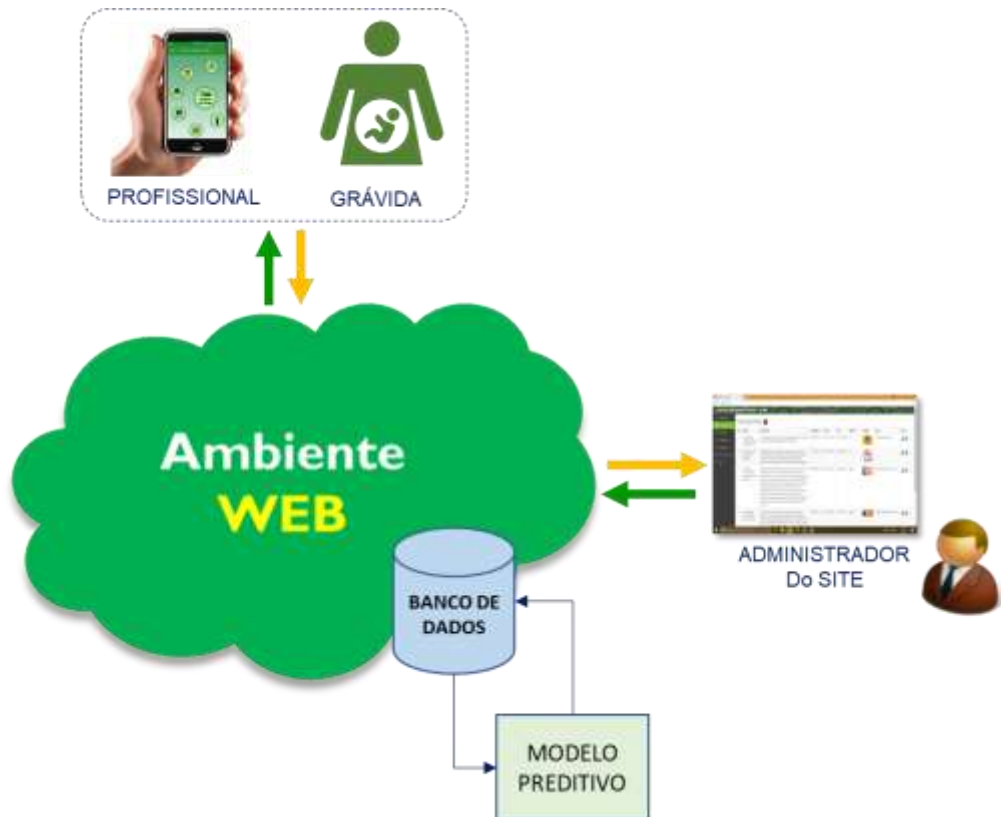 PROFISSIONAL
GRÁVIDA
Ambiente
WEB
BANCO DE
DADOS
ADMINISTRADOR
Do SITE
MODELO
PREDITIVO